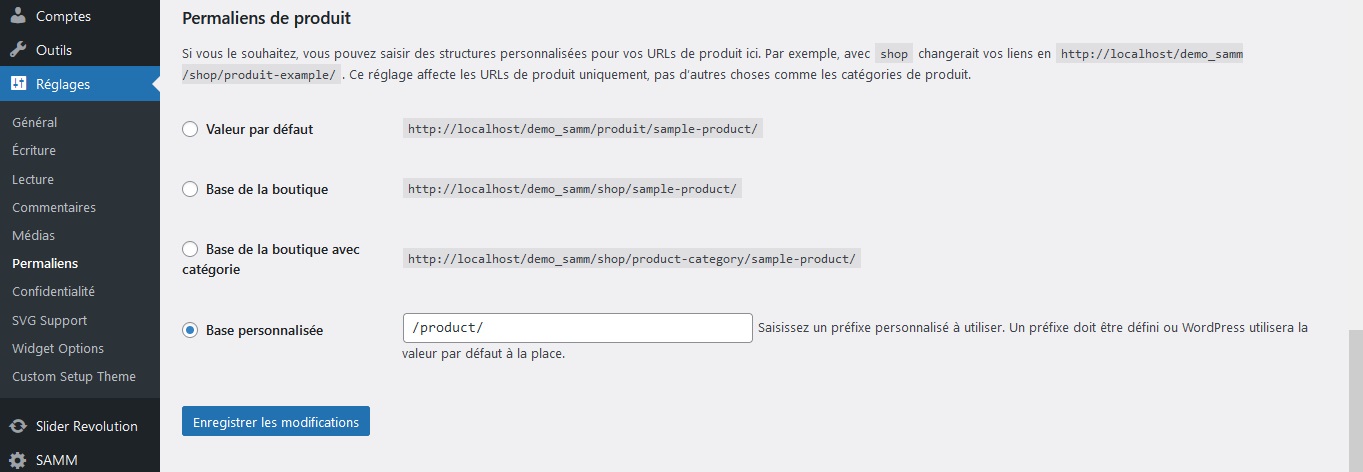 Comptes
Outils
Réglages
Général
Écriture
Lecture
Commentaires
Médias
Permaliens
Confidentialité
SVG Support
Widget Options
Custom Setup Theme
Slider Revolution
SAMM
Permaliens de produit
Si vous le souhaitez, vous pouvez saisir des structures personnalisées pour vos URLs de produit ici. Par exemple, avec shop changerait vos liens en http://localhost/demo_samm
/shop/produit-example/ . Ce réglage affecte les URLs de produit uniquement, pas d'autres choses comme les catégories de produit.
Valeur par défaut http://localhost/demo_samm/produit/sample-product/
Base de la boutique http://localhost/demo_samm/shop/sample-product/
Base de la boutique avec
catégorie http://localhost/demo_samm/shop/product-category/sample-product/
Base personnalisée /product/ Saisissez un préfixe personnalisé à utiliser. Un préfixe doit être défini ou WordPress utilisera la
valeur par défaut à la place.
Enregistrer les modifications